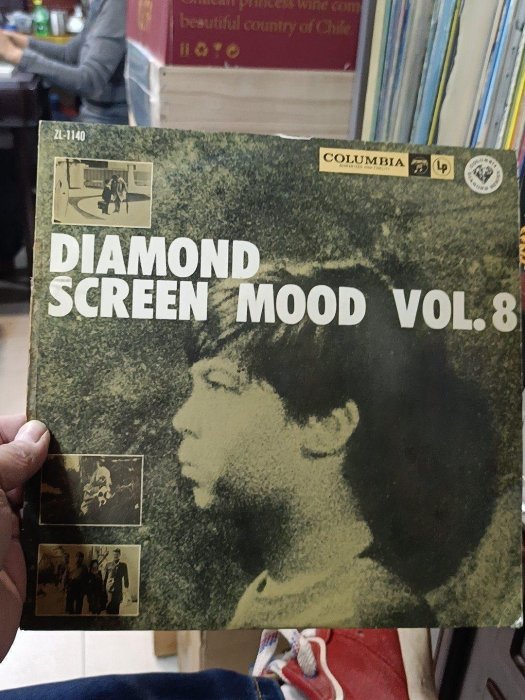 Chilean princess wine com
beautiful country of Chile
ZL-1140
COLUMBIA
LP
DIAMOND
SCREEN MOOD VOL.8